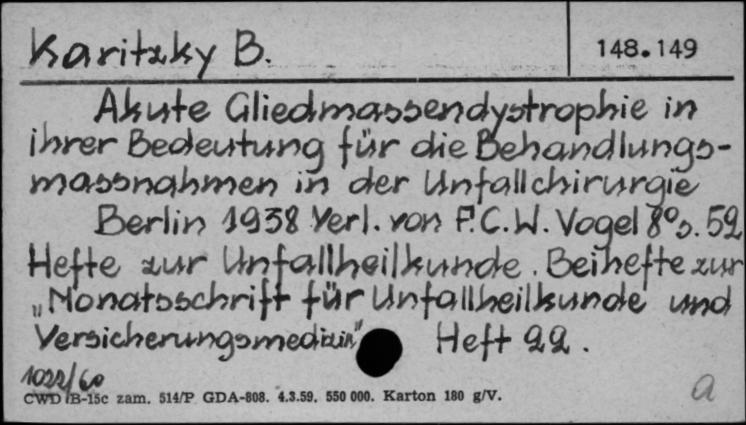 Karitzky B.
148.149
Akute Gliedmassendystrophie in
ihrer Bedeutung für die Behandlungs-
massnahmen in der Unfallchirurgie
Berlin 1938 Verl. von F.C.W. Vogel 8° s. 52
Hefte zur Unfallheilkunde. Beihefte zur
„Monatsschrift für Unfallheilkunde und
Versicherungsmedizin" Heft 22.
1022/60
CWD B-15c zam. 514/P GDA-808. 4.3.59. 550 000. Karton 180 g/V.
a